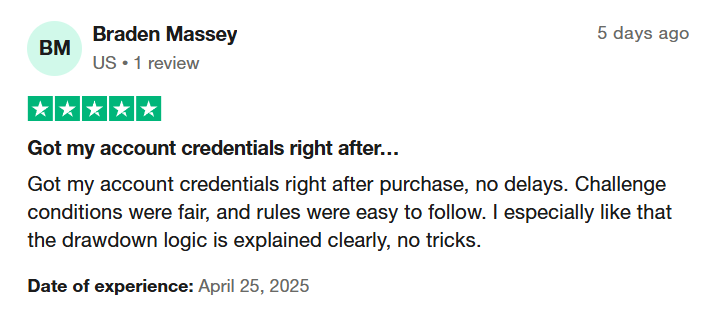 BM
Braden Massey
5 days ago
US • 1 review
Got my account credentials right after...
Got my account credentials right after purchase, no delays. Challenge
conditions were fair, and rules were easy to follow. I especially like that
the drawdown logic is explained clearly, no tricks.
Date of experience: April 25, 2025